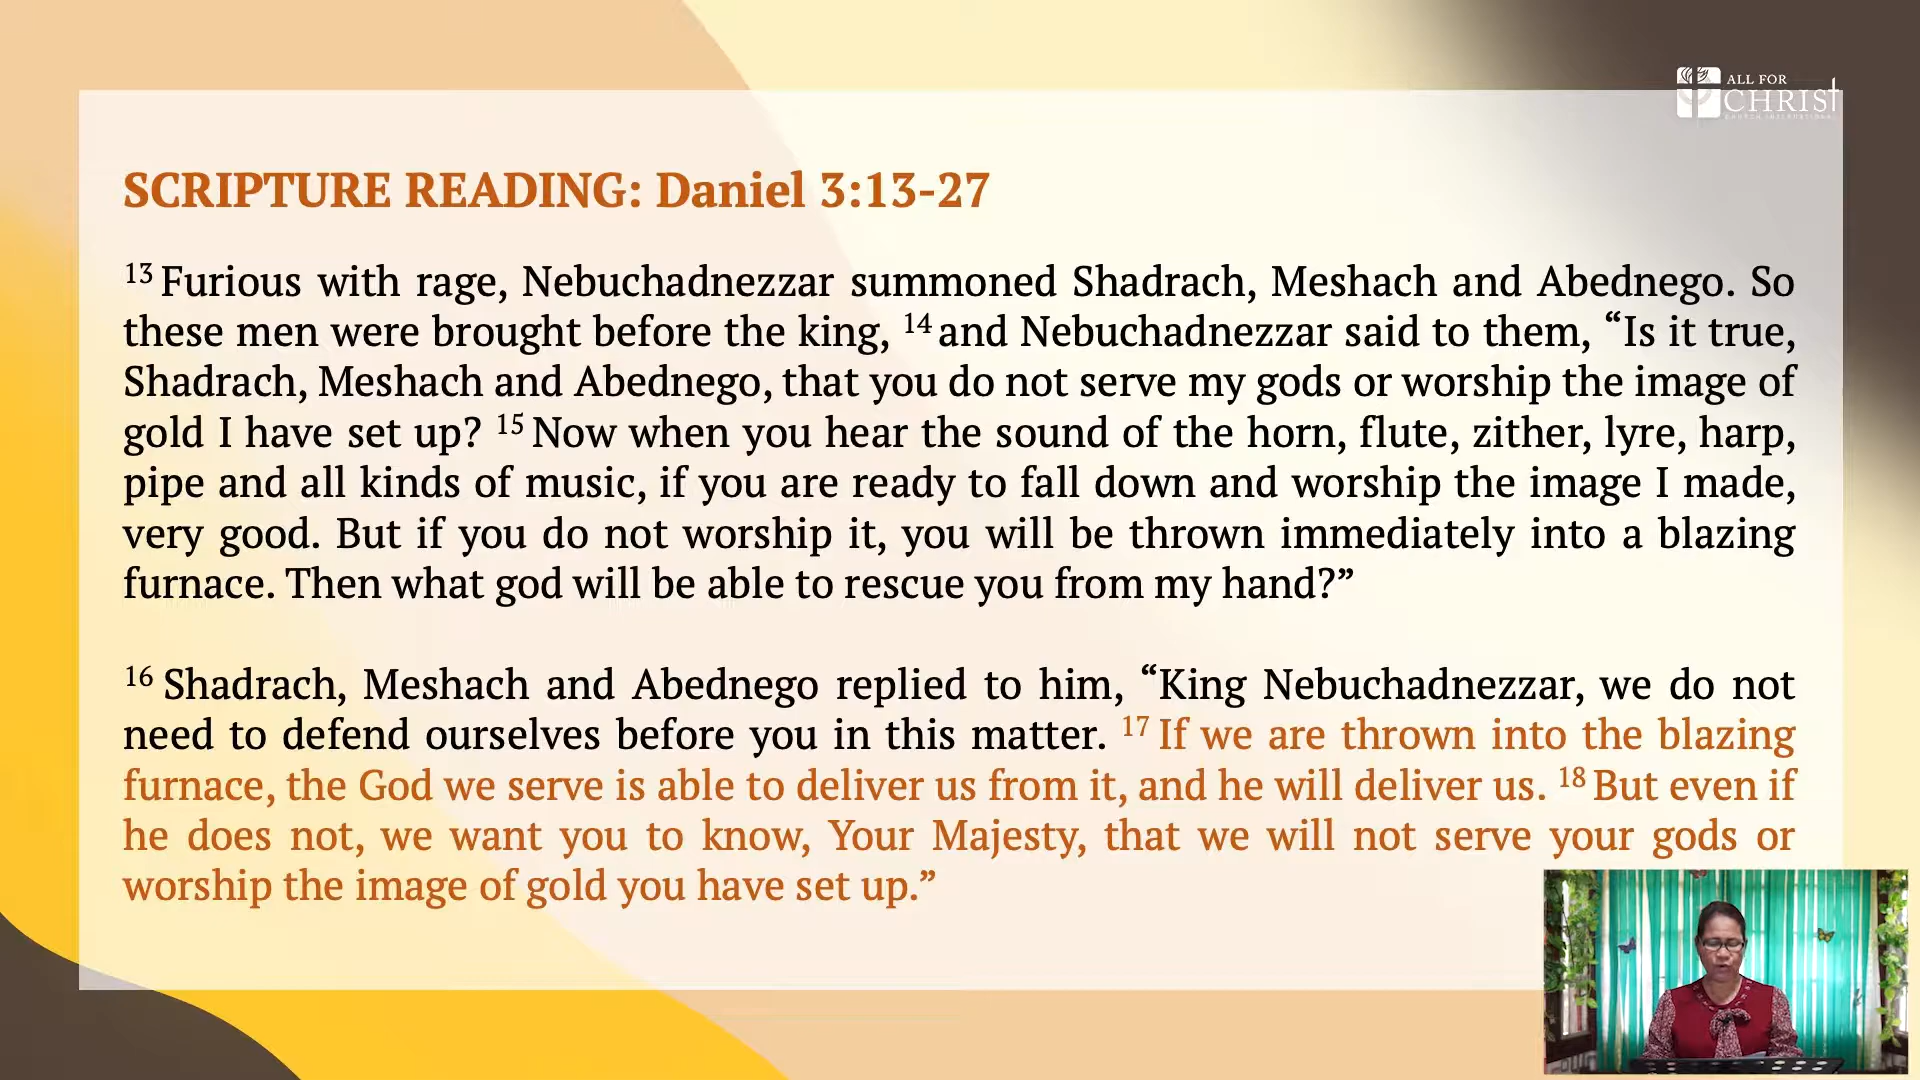 ALL FOR
CHRIST
SCRIPTURE READING: Daniel 3:13-27
13 Furious with rage, Nebuchadnezzar summoned Shadrach, Meshach and Abednego. So
these men were brought before the king, 14 and Nebuchadnezzar said to them, “Is it true,
Shadrach, Meshach and Abednego, that you do not serve my gods or worship the image of
gold I have set up? 15 Now when you hear the sound of the horn, flute, zither, lyre, harp,
pipe and all kinds of music, if you are ready to fall down and worship the image I made,
very good. But if you do not worship it, you will be thrown immediately into a blazing
furnace. Then what god will be able to rescue you from my hand?”
16 Shadrach, Meshach and Abednego replied to him, “King Nebuchadnezzar, we do not
need to defend ourselves before you in this matter. 17 If we are thrown into the blazing
furnace, the God we serve is able to deliver us from it, and he will deliver us. 18 But even if
he does not, we want you to know, Your Majesty, that we will not serve your gods or
worship the image of gold you have set up.”